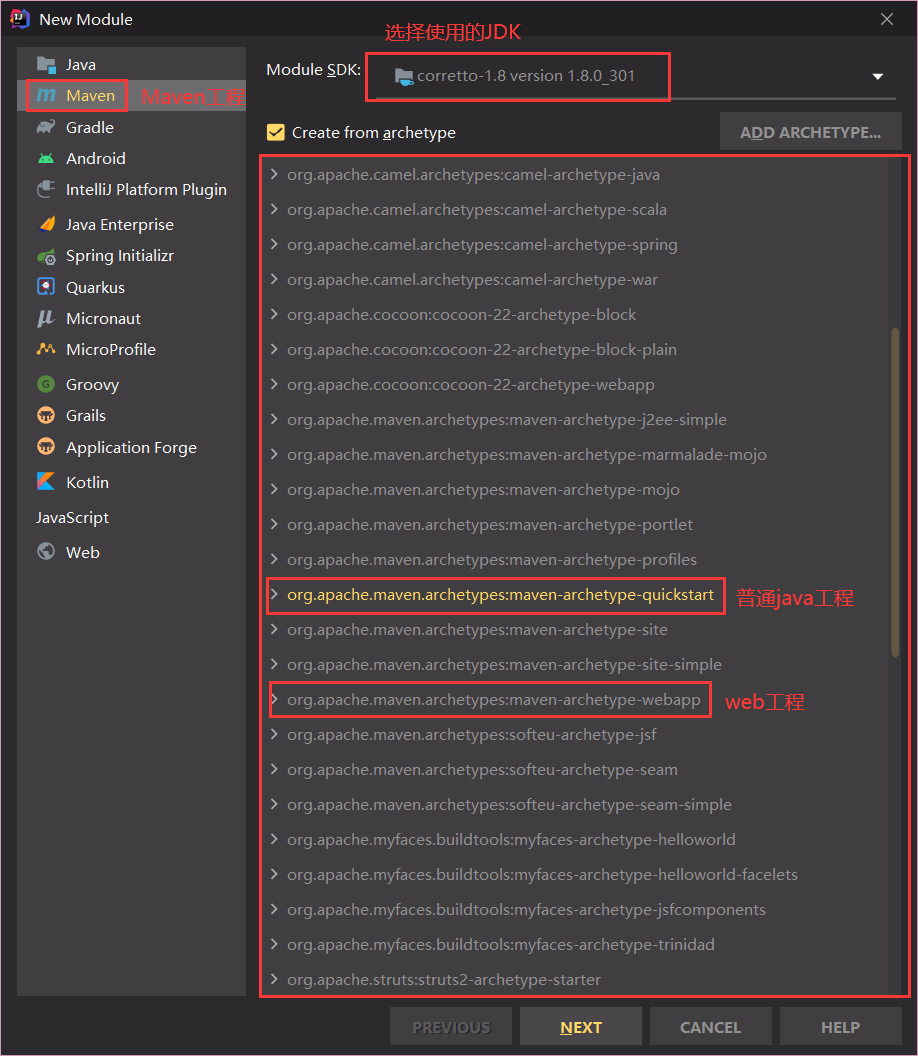 New Module
选择使用的JDK
Java
Maven
Maven工程
Gradle
Android
IntelliJ Platform Plugin
Java Enterprise
Spring Initializr
Quarkus
Micronaut
MicroProfile
Groovy
Grails
Application Forge
Kotlin
JavaScript
Web
Module SDK:
corretto-1.8 version 1.8.0_301
Create from archetype
ADD ARCHETYPE...
org.apache.camel.archetypes:camel-archetype-java
org.apache.camel.archetypes:camel-archetype-scala
org.apache.camel.archetypes:camel-archetype-spring
org.apache.camel.archetypes:camel-archetype-war
org.apache.cocoon:cocoon-22-archetype-block
org.apache.cocoon:cocoon-22-archetype-block-plain
org.apache.cocoon:cocoon-22-archetype-webapp
org.apache.maven.archetypes:maven-archetype-j2ee-simple
org.apache.maven.archetypes:maven-archetype-marmalade-mojo
org.apache.maven.archetypes:maven-archetype-mojo
org.apache.maven.archetypes:maven-archetype-portlet
org.apache.maven.archetypes:maven-archetype-profiles
org.apache.maven.archetypes:maven-archetype-quickstart
普通java工程
org.apache.maven.archetypes:maven-archetype-site
org.apache.maven.archetypes:maven-archetype-site-simple
org.apache.maven.archetypes:maven-archetype-webapp
web工程
org.apache.maven.archetypes:softeu-archetype-jsf
org.apache.maven.archetypes:softeu-archetype-seam
org.apache.maven.archetypes:softeu-archetype-seam-simple
org.apache.myfaces.buildtools:myfaces-archetype-helloworld
org.apache.myfaces.buildtools:myfaces-archetype-helloworld-facelets
org.apache.myfaces.buildtools:myfaces-archetype-jsfcomponents
org.apache.myfaces.buildtools:myfaces-archetype-trinidad
org.apache.struts:struts2-archetype-starter
PREVIOUS
NEXT
CANCEL
HELP